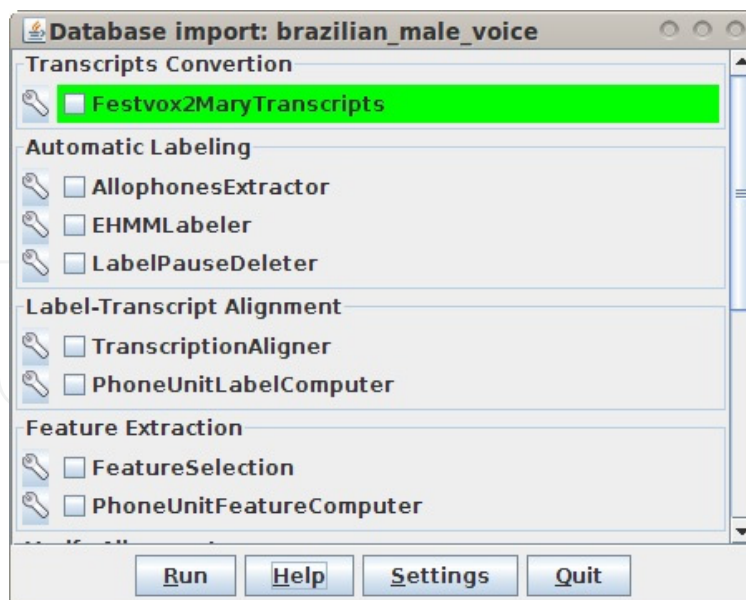 Database import: brazilian_male_voice
Transcripts Convertion
Festvox2MaryTranscripts
Automatic Labeling
AllophonesExtractor
EHMMLabeler
LabelPauseDeleter
Label-Transcript Alignment
TranscriptionAligner
PhoneUnitLabelComputer
Feature Extraction
FeatureSelection
PhoneUnitFeatureComputer
Run Help Settings Quit